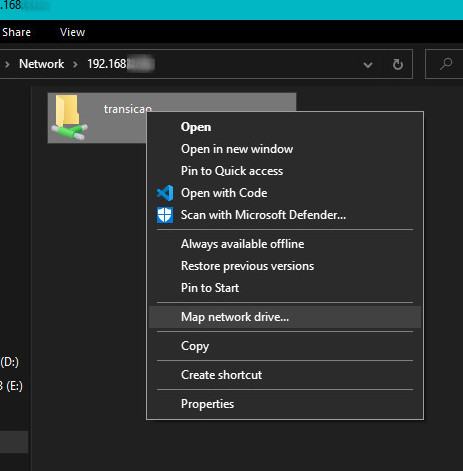 .168
Share View
Network 192.168
transicao
Open
Open in new window
Pin to Quick access
Open with Code
Scan with Microsoft Defender...
Always available offline
Restore previous versions
Pin to Start
Map network drive...
Copy
Create shortcut
Properties
(D:)
(E:)